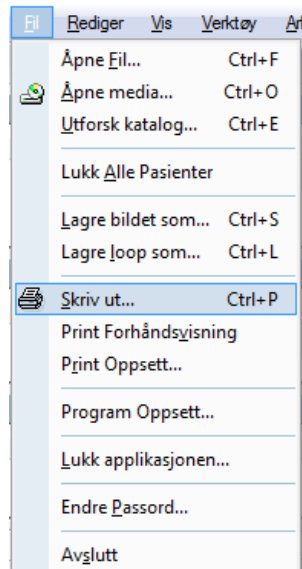 Fil Rediger Vis Verktøy
Åpne Fil... Ctrl+F
Åpne media... Ctrl+O
Utforsk katalog... Ctrl+E
Lukk Alle Pasienter
Lagre bildet som... Ctrl+S
Lagre loop som... Ctrl+L
Skriv ut... Ctrl+P
Print Forhåndsvisning
Print Oppsett...
Program Oppsett...
Lukk applikasjonen...
Endre Passord...
Avslutt